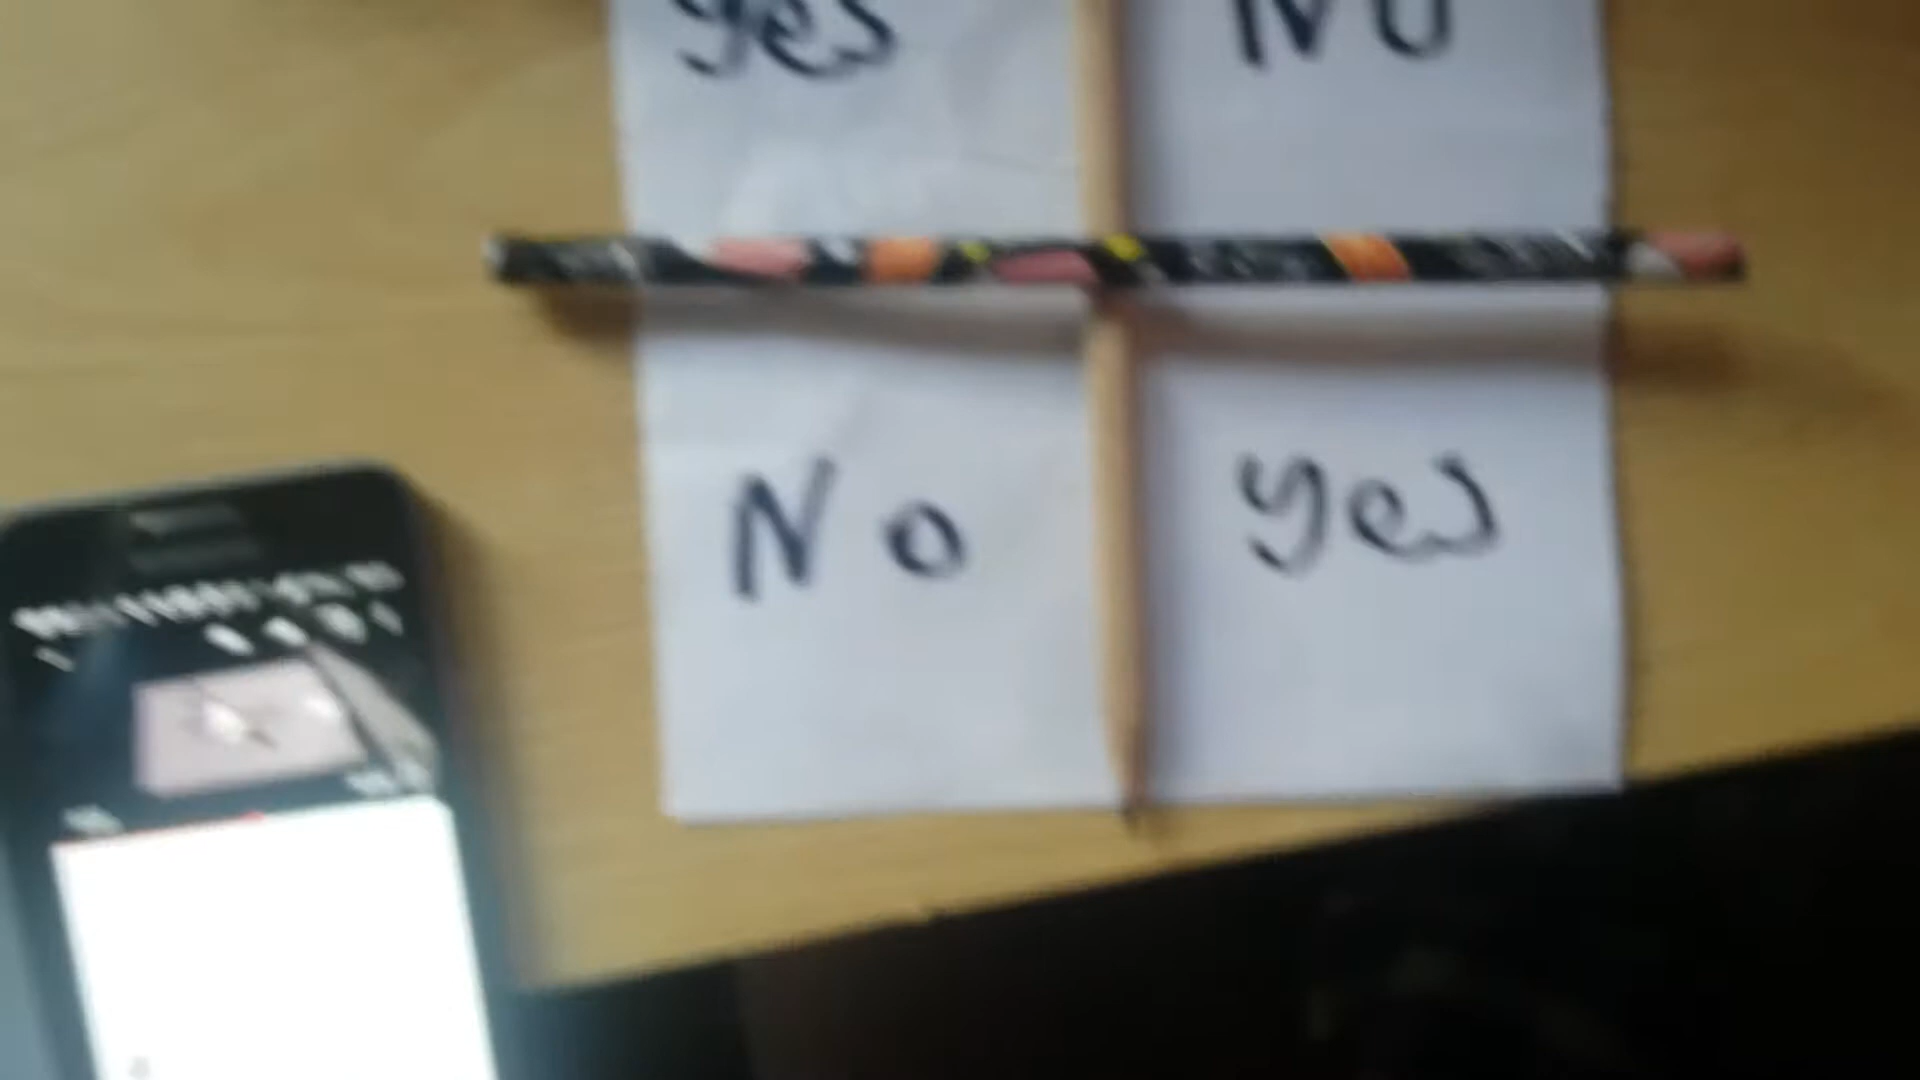 yes No
No yes